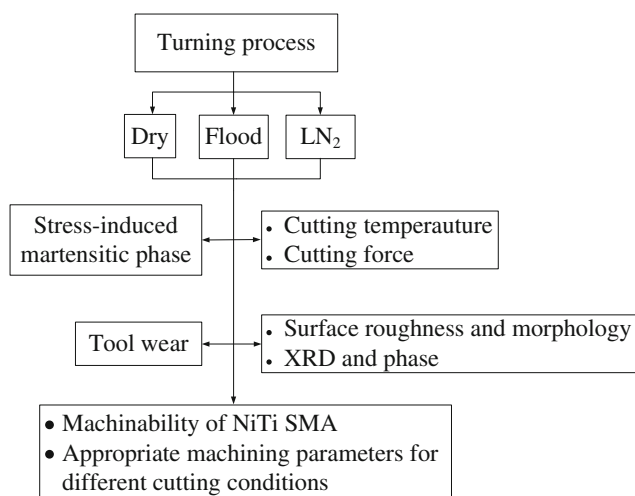 Turning process
Dry
Flood
LN₂
Stress-induced
martensitic phase
• Cutting temperauture
• Cutting force
Tool wear
• Surface roughness and morphology
• XRD and phase
• Machinability of NiTi SMA
• Appropriate machining parameters for
different cutting conditions